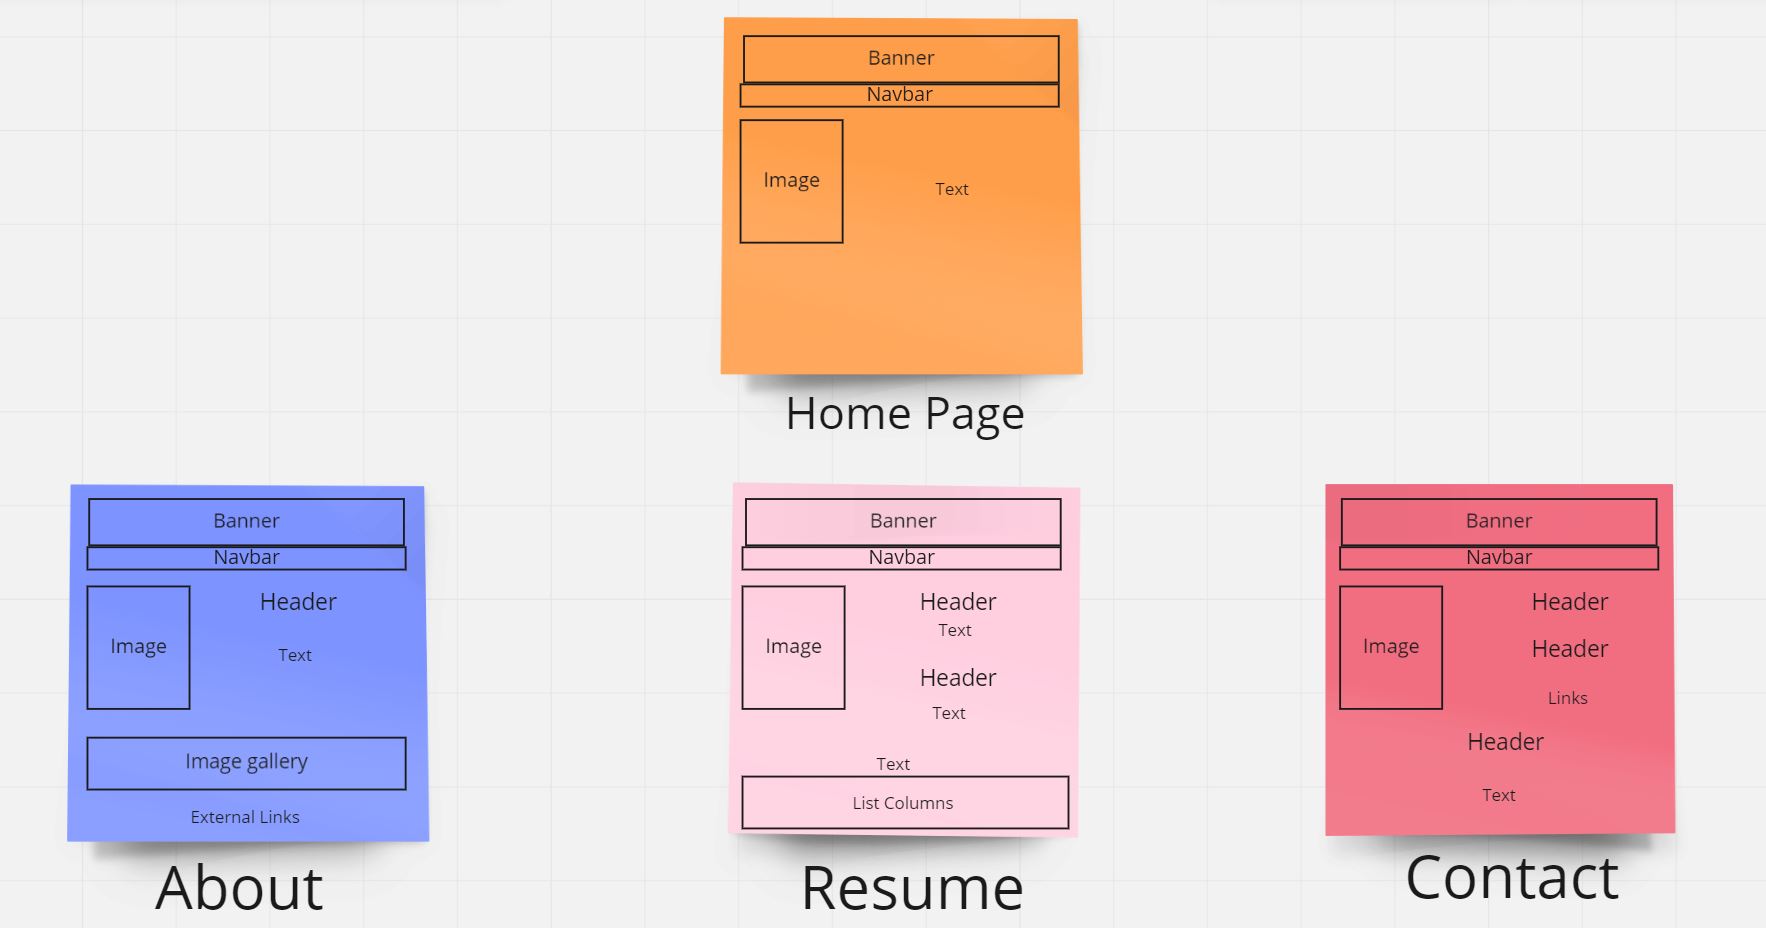 Banner
Navbar
Image
Text
Home Page
Banner
Navbar
Image
Header
Text
Image gallery
External Links
About
Banner
Navbar
Image
Header
Text
Header
Text
Text
List Columns
Resume
Banner
Navbar
Image
Header
Header
Links
Header
Text
Contact